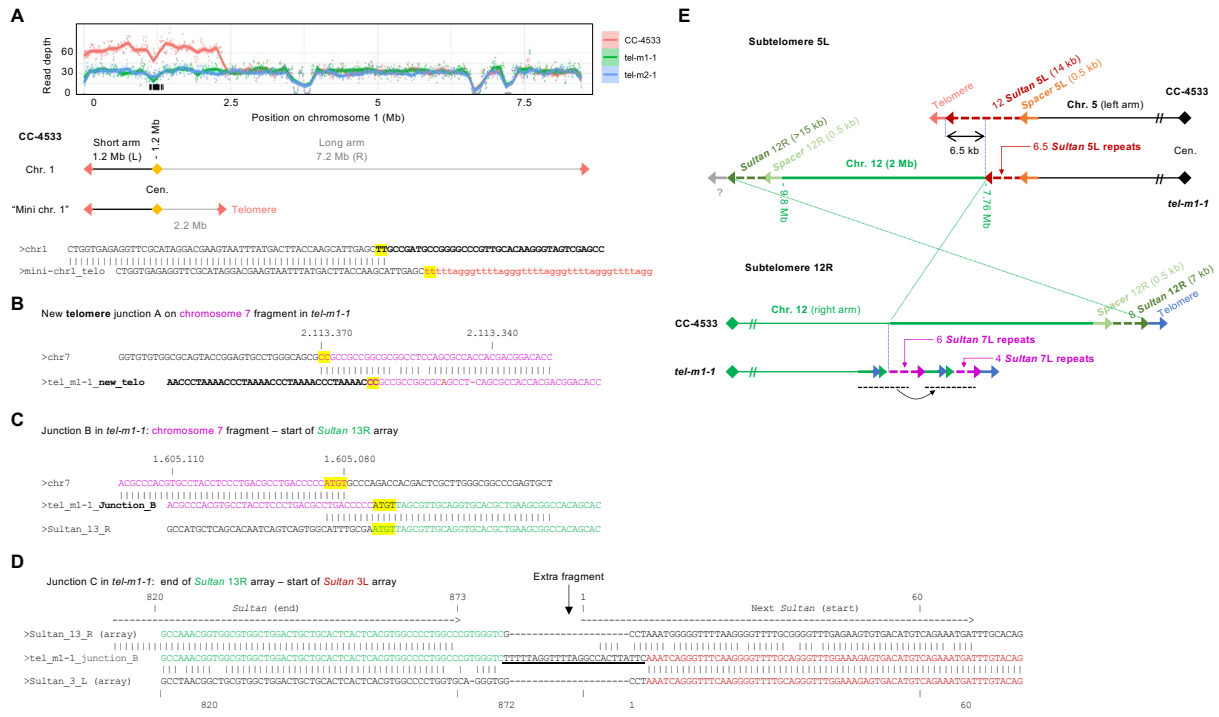 A
Read depth
60
30
0
0
2.5
5
7.5
Position on chromosome 1 (Mb)
CC-4533
tel-m1-1
tel-m2-1
CC-4533
Short arm
1.2 Mb (L)
- 1.2 Mb
Long arm
7.2 Mb (R)
Chr. 1
Cen.
"Mini chr. 1"
Telomere
2.2 Mb
>chr1 CTGGTGAGAGGTTCGCATAGGACGAAGTAATTTATGACTTACCAAGCATTGAGCTTGCCGATGCCGGGGCCCGTTGCACAAGGGTAGTCGAGCC
>mini-chr1_telo CTGGTGAGAGGTTCGCATAGGACGAAGTAATTTATGACTTACCAAGCATTGAGCtttttagggttttagggttttagggttttagggttttagg
B
New telomere junction A on chromosome 7 fragment in tel-m1-1
2.113.370
2.113.340
>chr7 GGTGTGTGGCGCAGTACCGGAGTGCCTGGGCAGCGCCGCCGCCGGCGCGGCCTCCAGCGCCACCACGACGGACACC
>tel_m1-1_new_telo AACCCTAAAACCCTAAAACCCTAAAACCCTAAAACCCGCCGCCGGCGCAGCCT-CAGCGCCACCACGACGGACACC
C
Junction B in tel-m1-1: chromosome 7 fragment – start of Sultan 13R array
1.605.110
1.605.080
>chr7 ACGCCCACGTGCCTACCTCCCTGACGCCTGACCCCCATGTGCCCAGACCACGACTCGCTTGGGCGGCCCGAGTGCT
>tel_m1-1_Junction_B ACGCCCACGTGCCTACCTCCCTGACGCCTGACCCCCATGTTAGCGTTGCAGGTGCACGCTGAAGCGGCCACAGCAC
>Sultan_13_R GCCATGCTCAGCACAATCAGTCAGTGGCATTTGCGAATGTTAGCGTTGCAGGTGCACGCTGAAGCGGCCACAGCAC
D
Junction C in tel-m1-1: end of Sultan 13R array – start of Sultan 3L array
Extra fragment
820
Sultan (end)
873
1
Next Sultan (start)
60
>Sultan_13_R (array) GCCAAACGGTGGCGTGGCTGGACTGCTGCACTCACTCACGTGGCCCCTGGCCCGTGGGTCG---------------------CCTAAATGGGGGTTTTAAGGGGTTTTGCGGGGTTTTGAGAAGTGTGACATGTCAGAAATGATTTGCACAG
>tel_m1-1_junction_B GCCAAACGGTGGCGTGGCTGGACTGCTGCACTCACTCACGTGGCCCCTGGCCCGTGGGTCTTTTTAGGTTTTAGGCCACTTATTCAAATCAGGGTTTCAAGGGGTTTTGCAGGGTTTGGAAAGAGTGACATGTCAGAAATGATTTGTACAG
>Sultan_3_L (array) GCCTAACGGCTGCGTGGCTGGACTGCTGCACTCACTCACGTGGCCCCTGGTGCA-GGGTGG---------------------CCTAAATCAGGGTTTCAAGGGGTTTTGCAGGGTTTGGAAAGAGTGACATGTCAGAAATGATTTGTACAG
820
872
1
60
E
Subtelomere 5L
CC-4533
Telomere
12 Sultan 5L (14 kb)
Spacer 5L (0.5 kb)
Chr. 5 (left arm)
6.5 kb
Cen.
6.5 Sultan 5L repeats
Sultan 12R (>15 kb)
Spacer 12R (0.5 kb)
Chr. 12 (2 Mb)
?
- 9.8 Mb
- 7.76 Mb
tel-m1-1
Subtelomere 12R
Spacer 12R (0.5 kb)
8 Sultan 12R (7 kb)
Telomere
CC-4533
Chr. 12 (right arm)
6 Sultan 7L repeats
4 Sultan 7L repeats
tel-m1-1